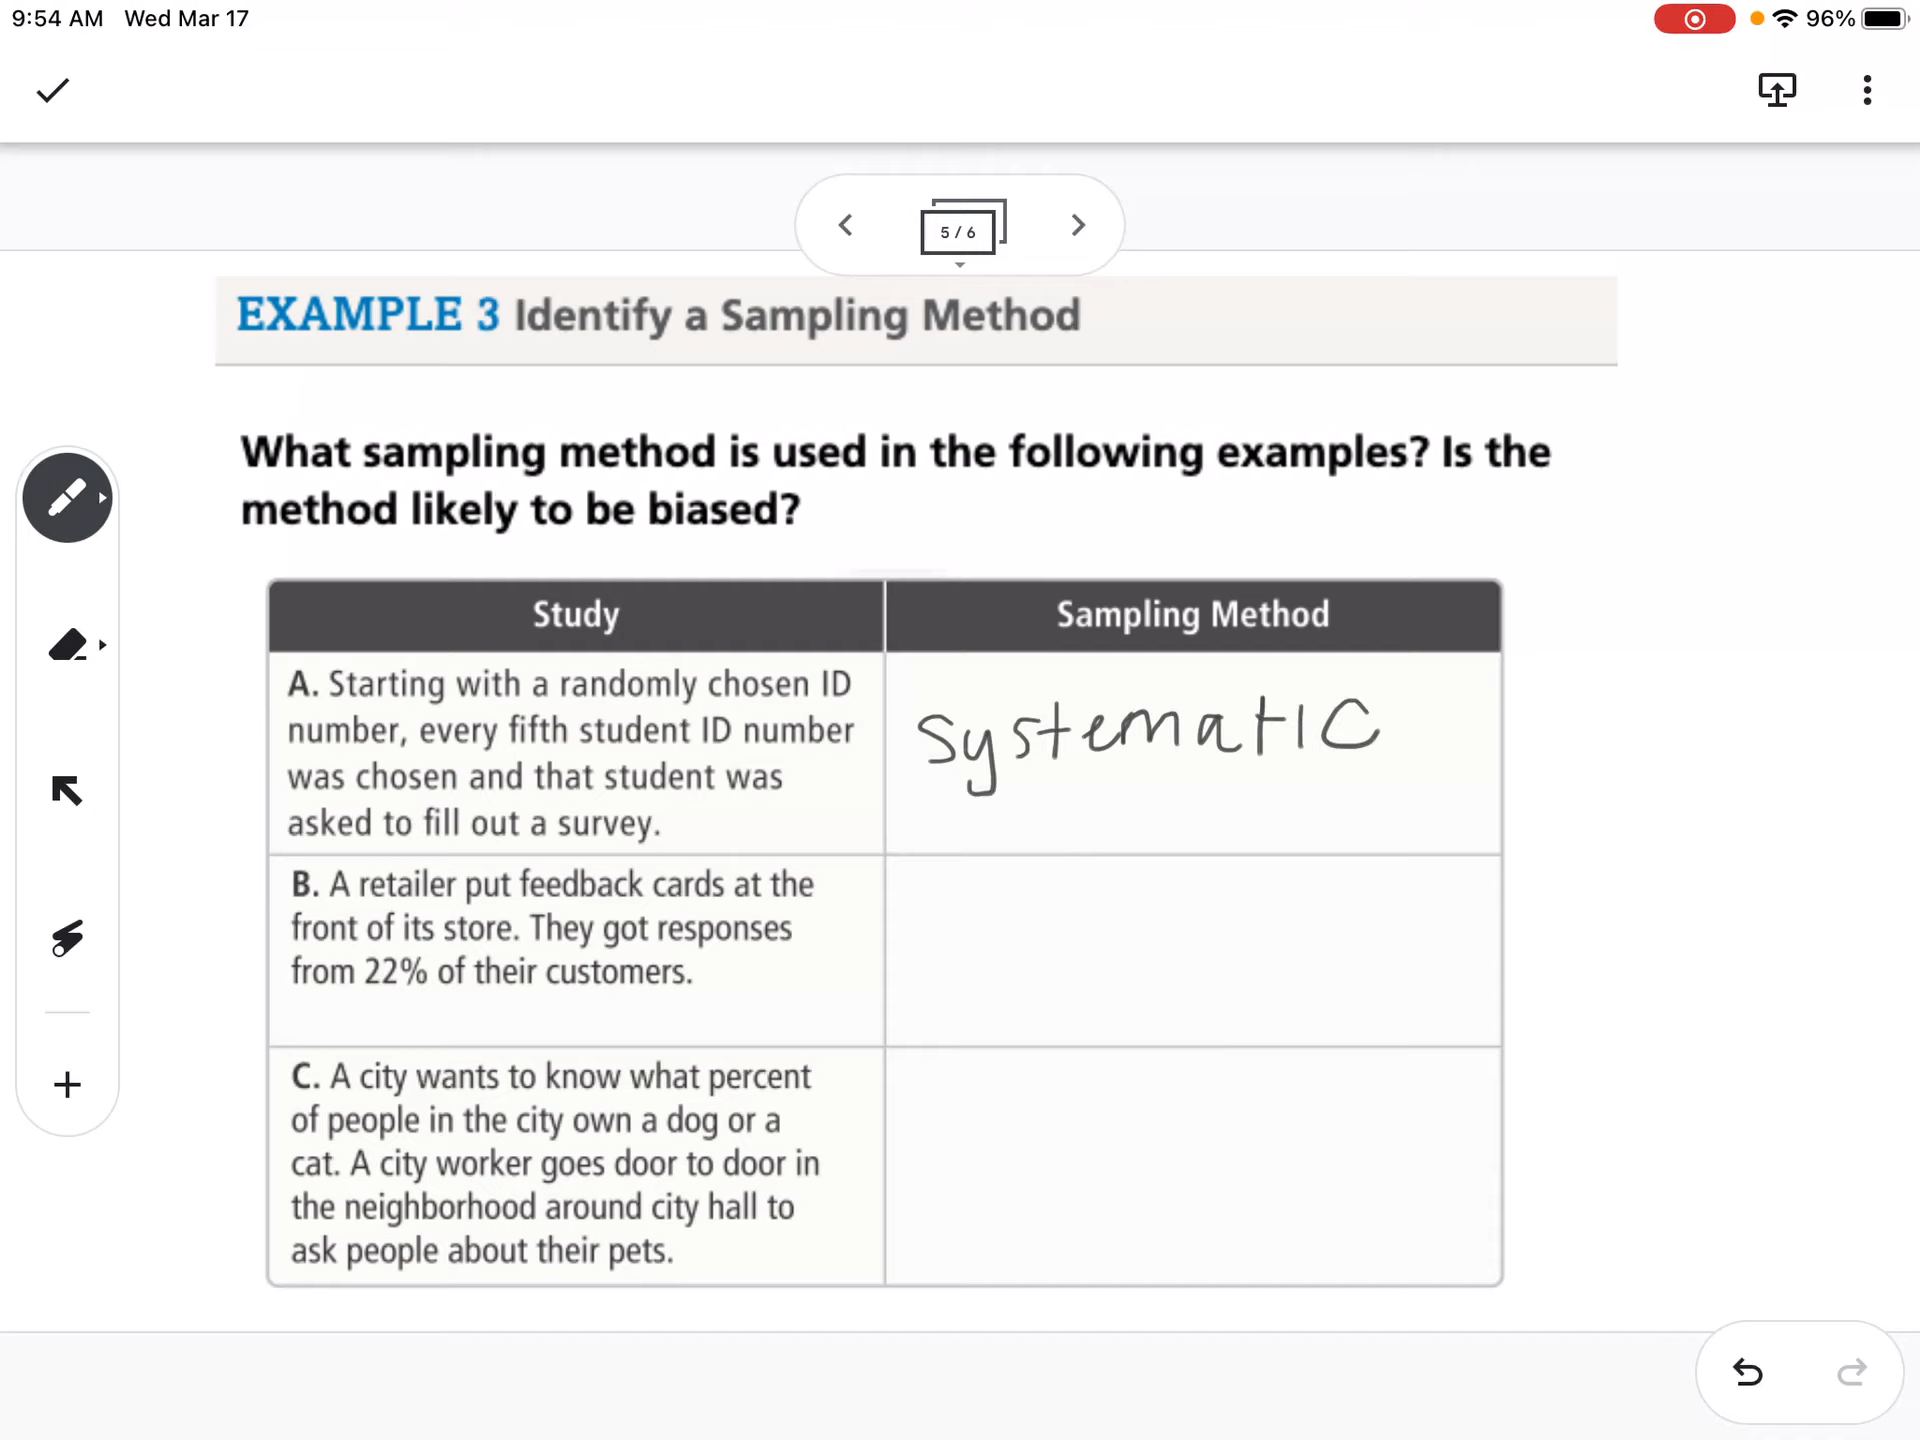 9:54 AM Wed Mar 17
96%
5 / 6
EXAMPLE 3 Identify a Sampling Method
What sampling method is used in the following examples? Is the
method likely to be biased?
Study
Sampling Method
A. Starting with a randomly chosen ID
number, every fifth student ID number
was chosen and that student was
asked to fill out a survey.
systematic
B. A retailer put feedback cards at the
front of its store. They got responses
from 22% of their customers.
C. A city wants to know what percent
of people in the city own a dog or a
cat. A city worker goes door to door in
the neighborhood around city hall to
ask people about their pets.